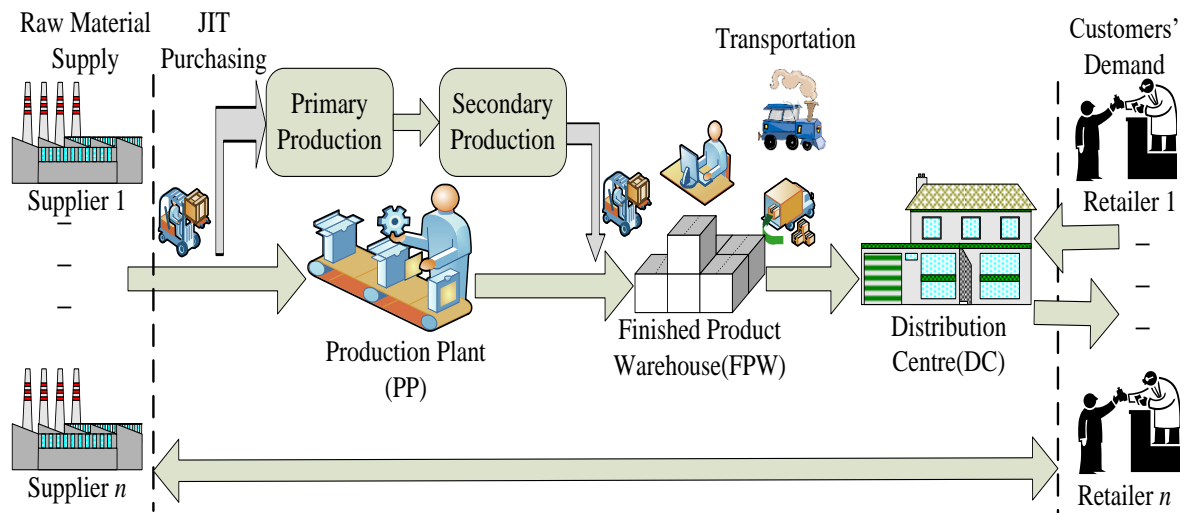 Raw Material
Supply
JIT
Purchasing
Transportation
Customers’
Demand
Primary
Production
Secondary
Production
Supplier 1
Retailer 1
Production Plant
(PP)
Finished Product
Warehouse(FPW)
Distribution
Centre(DC)
Supplier n
Retailer n